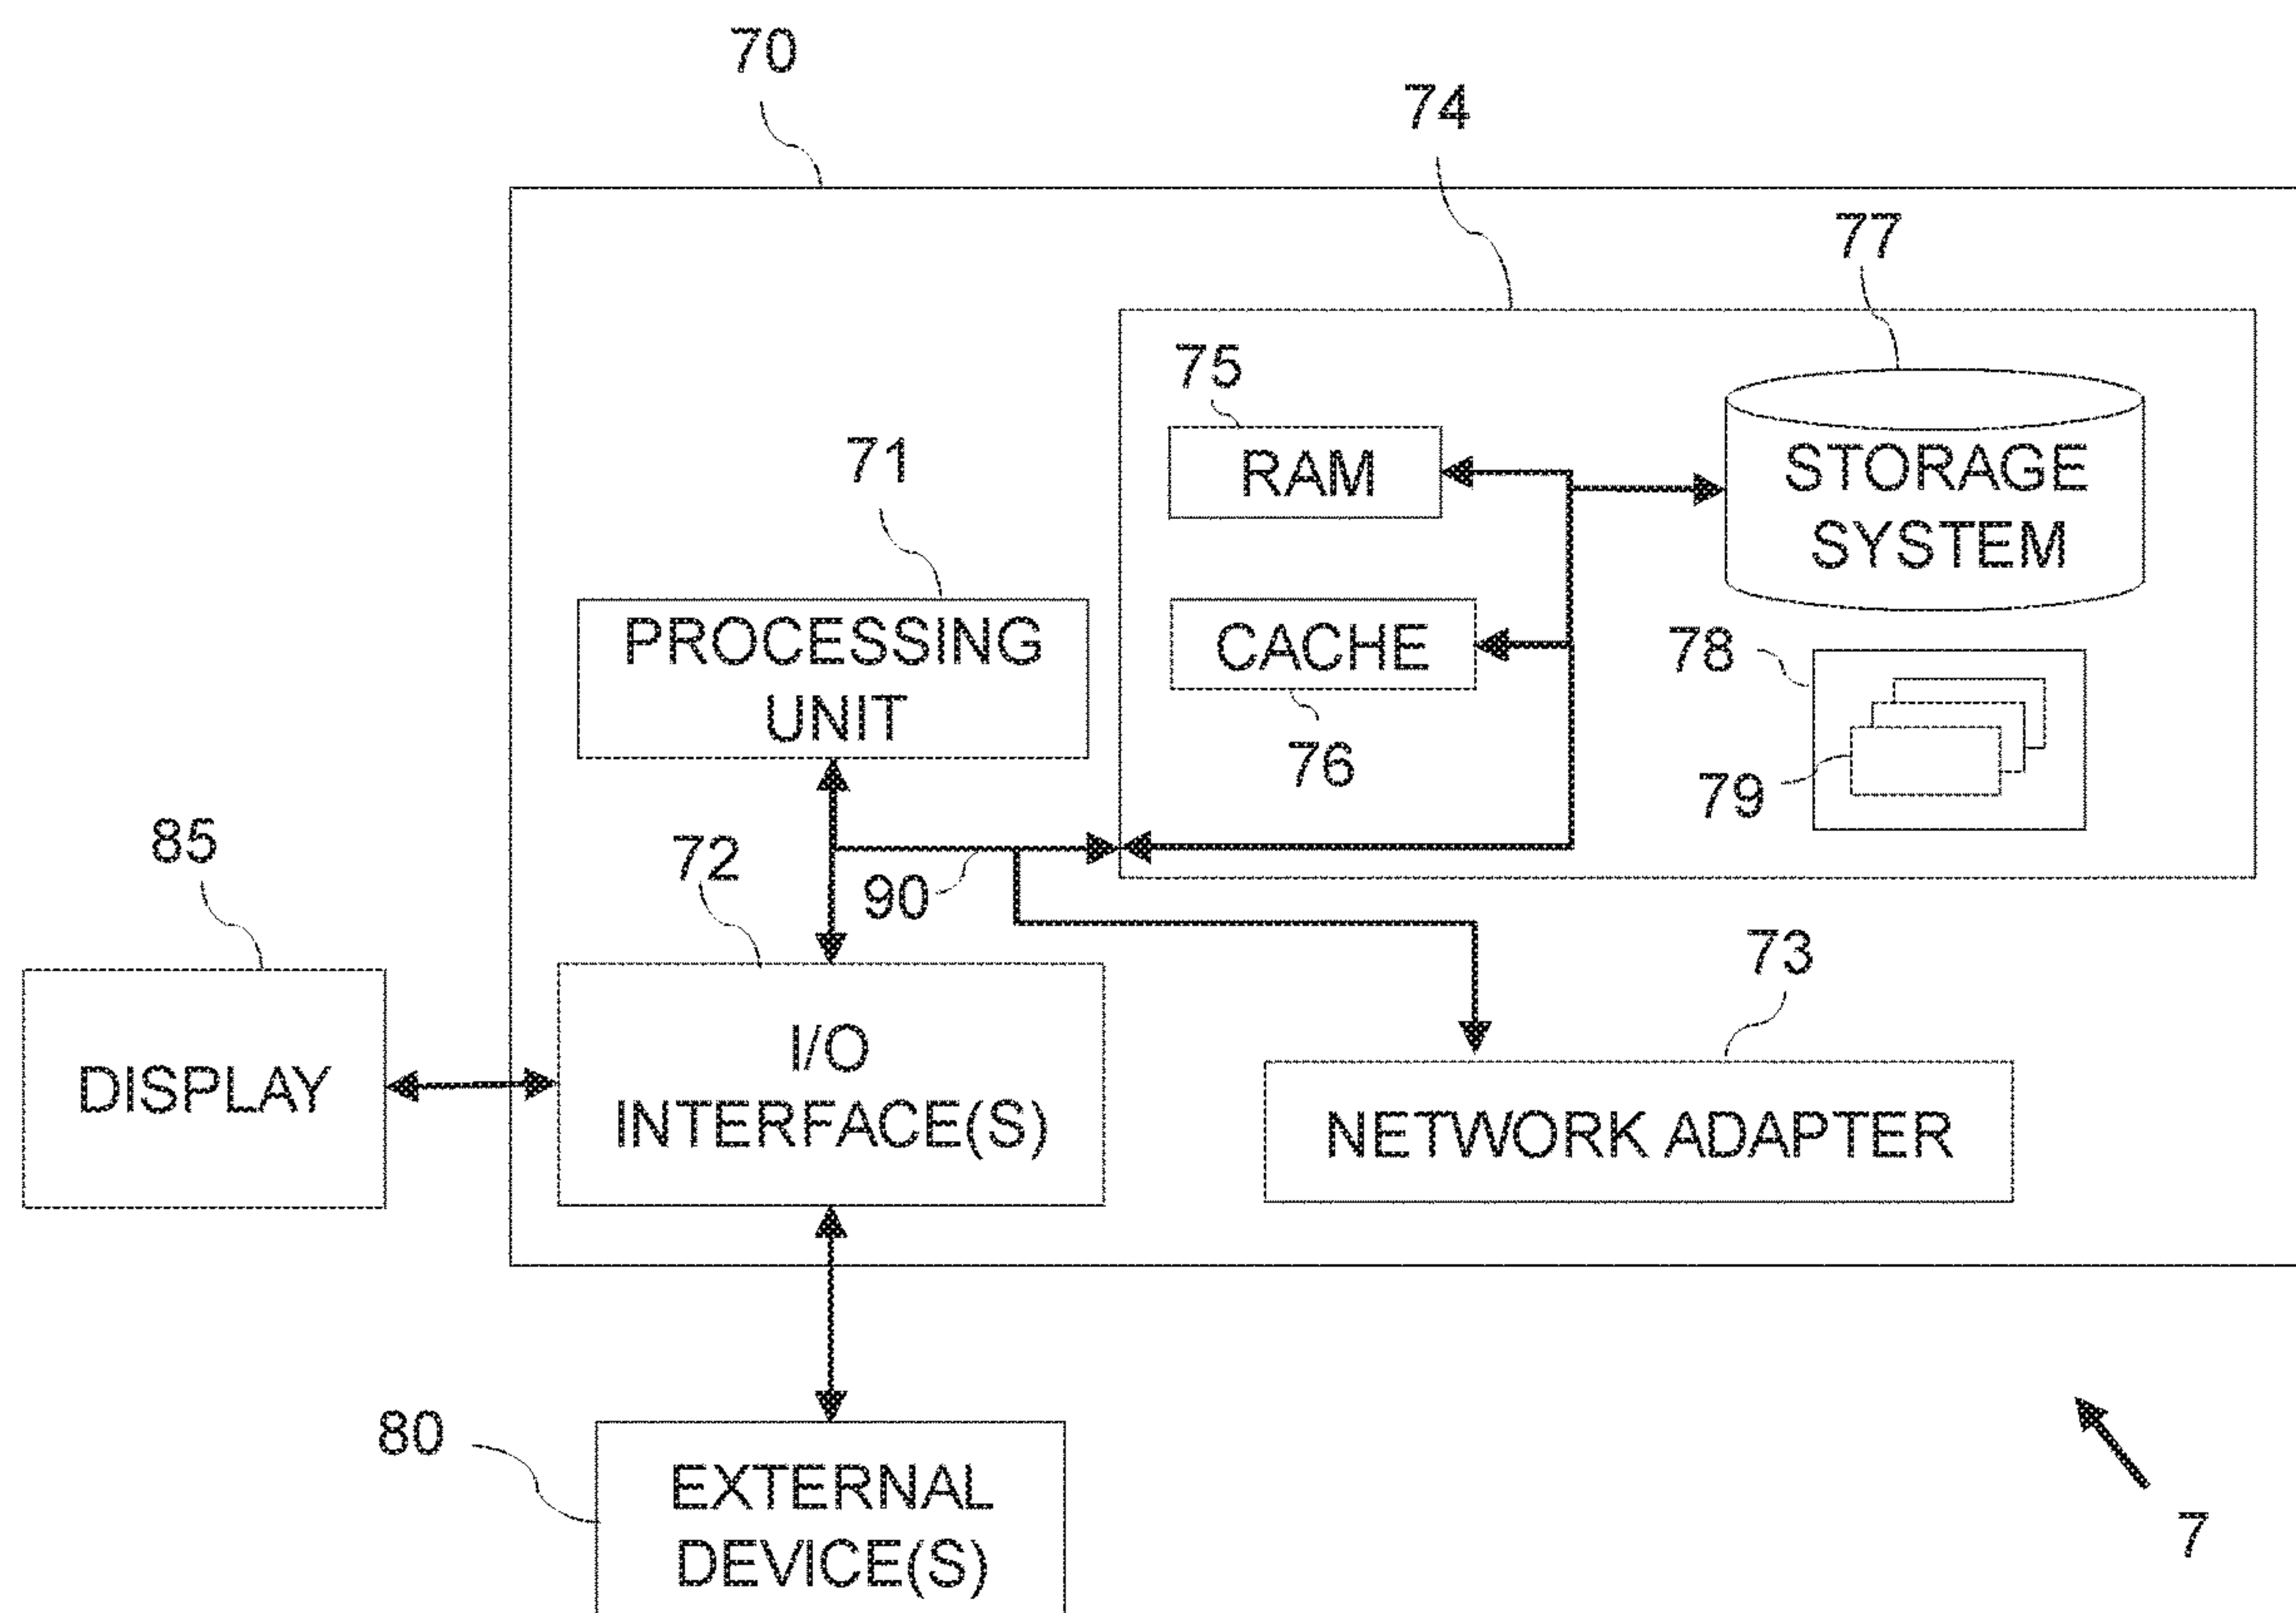 70
74
77
75
RAM
STORAGE
SYSTEM
71
PROCESSING
UNIT
CACHE
76
78
79
85
72
90
73
DISPLAY
I/O
INTERFACE(S)
NETWORK ADAPTER
80
EXTERNAL
DEVICE(S)
7